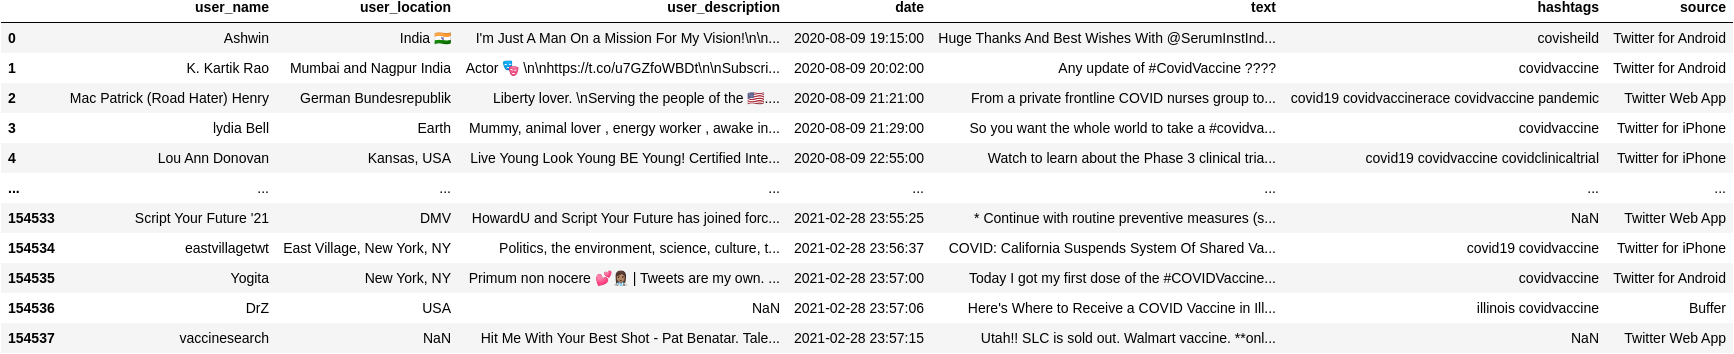 user_name user_location user_description date text hashtags source
0 Ashwin India 🇮🇳 I'm Just A Man On a Mission For My Vision!\n\n... 2020-08-09 19:15:00 Huge Thanks And Best Wishes With @SerumInstInd... covisheild Twitter for Android
1 K. Kartik Rao Mumbai and Nagpur India Actor 🎭 \n\nhttps://t.co/u7GZfoWBDt\n\nSubscri... 2020-08-09 20:02:00 Any update of #CovidVaccine ???? covidvaccine Twitter for Android
2 Mac Patrick (Road Hater) Henry German Bundesrepublik Liberty lover. \nServing the people of the 🇺🇸.... 2020-08-09 21:21:00 From a private frontline COVID nurses group to... covid19 covidvaccinerace covidvaccine pandemic Twitter Web App
3 lydia Bell Earth Mummy, animal lover , energy worker , awake in... 2020-08-09 21:29:00 So you want the whole world to take a #covidva... covidvaccine Twitter for iPhone
4 Lou Ann Donovan Kansas, USA Live Young Look Young BE Young! Certified Inte... 2020-08-09 22:55:00 Watch to learn about the Phase 3 clinical tria... covid19 covidvaccine covidclinicaltrial Twitter for iPhone
... ... ... ... ... ... ... ...
154533 Script Your Future '21 DMV HowardU and Script Your Future has joined forc... 2021-02-28 23:55:25 * Continue with routine preventive measures (s... NaN Twitter Web App
154534 eastvillagetwt East Village, New York, NY Politics, the environment, science, culture, t... 2021-02-28 23:56:37 COVID: California Suspends System Of Shared Va... covid19 covidvaccine Twitter for iPhone
154535 Yogita New York, NY Primum non nocere 💕👩🏾‍⚕️ | Tweets are my own. ... 2021-02-28 23:57:00 Today I got my first dose of the #COVIDVaccine... covidvaccine Twitter for Android
154536 DrZ USA NaN 2021-02-28 23:57:06 Here's Where to Receive a COVID Vaccine in Ill... illinois covidvaccine Buffer
154537 vaccinesearch NaN Hit Me With Your Best Shot - Pat Benatar. Tale... 2021-02-28 23:57:15 Utah!! SLC is sold out. Walmart vaccine. **onl... NaN Twitter Web App